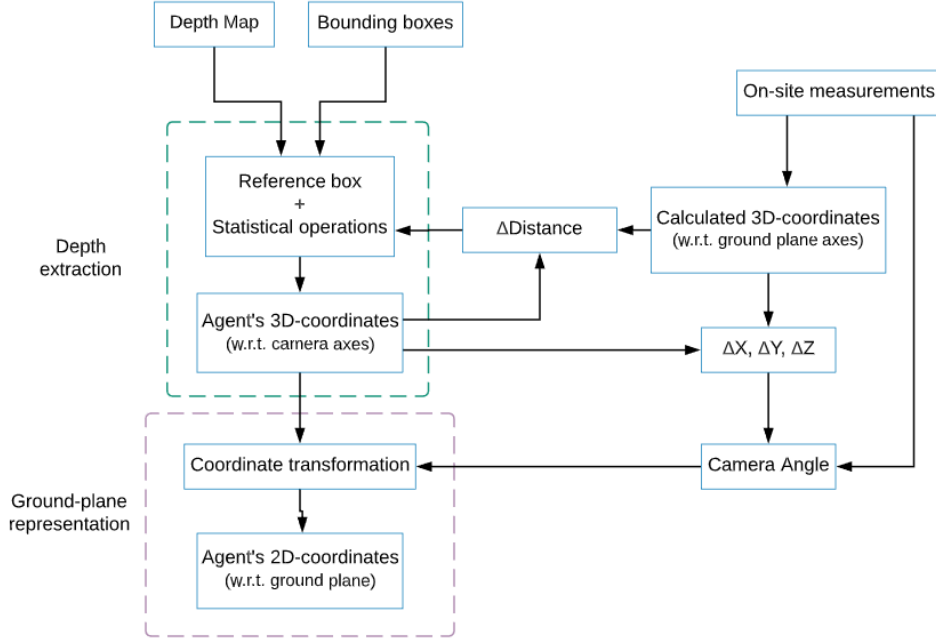 Depth Map
Bounding boxes
On-site measurements
Reference box
+
Statistical operations
ΔDistance
Calculated 3D-coordinates
(w.r.t. ground plane axes)
Depth
extraction
Agent's 3D-coordinates
(w.r.t. camera axes)
ΔX, ΔY, ΔZ
Coordinate transformation
Camera Angle
Ground-plane
representation
Agent's 2D-coordinates
(w.r.t. ground plane)